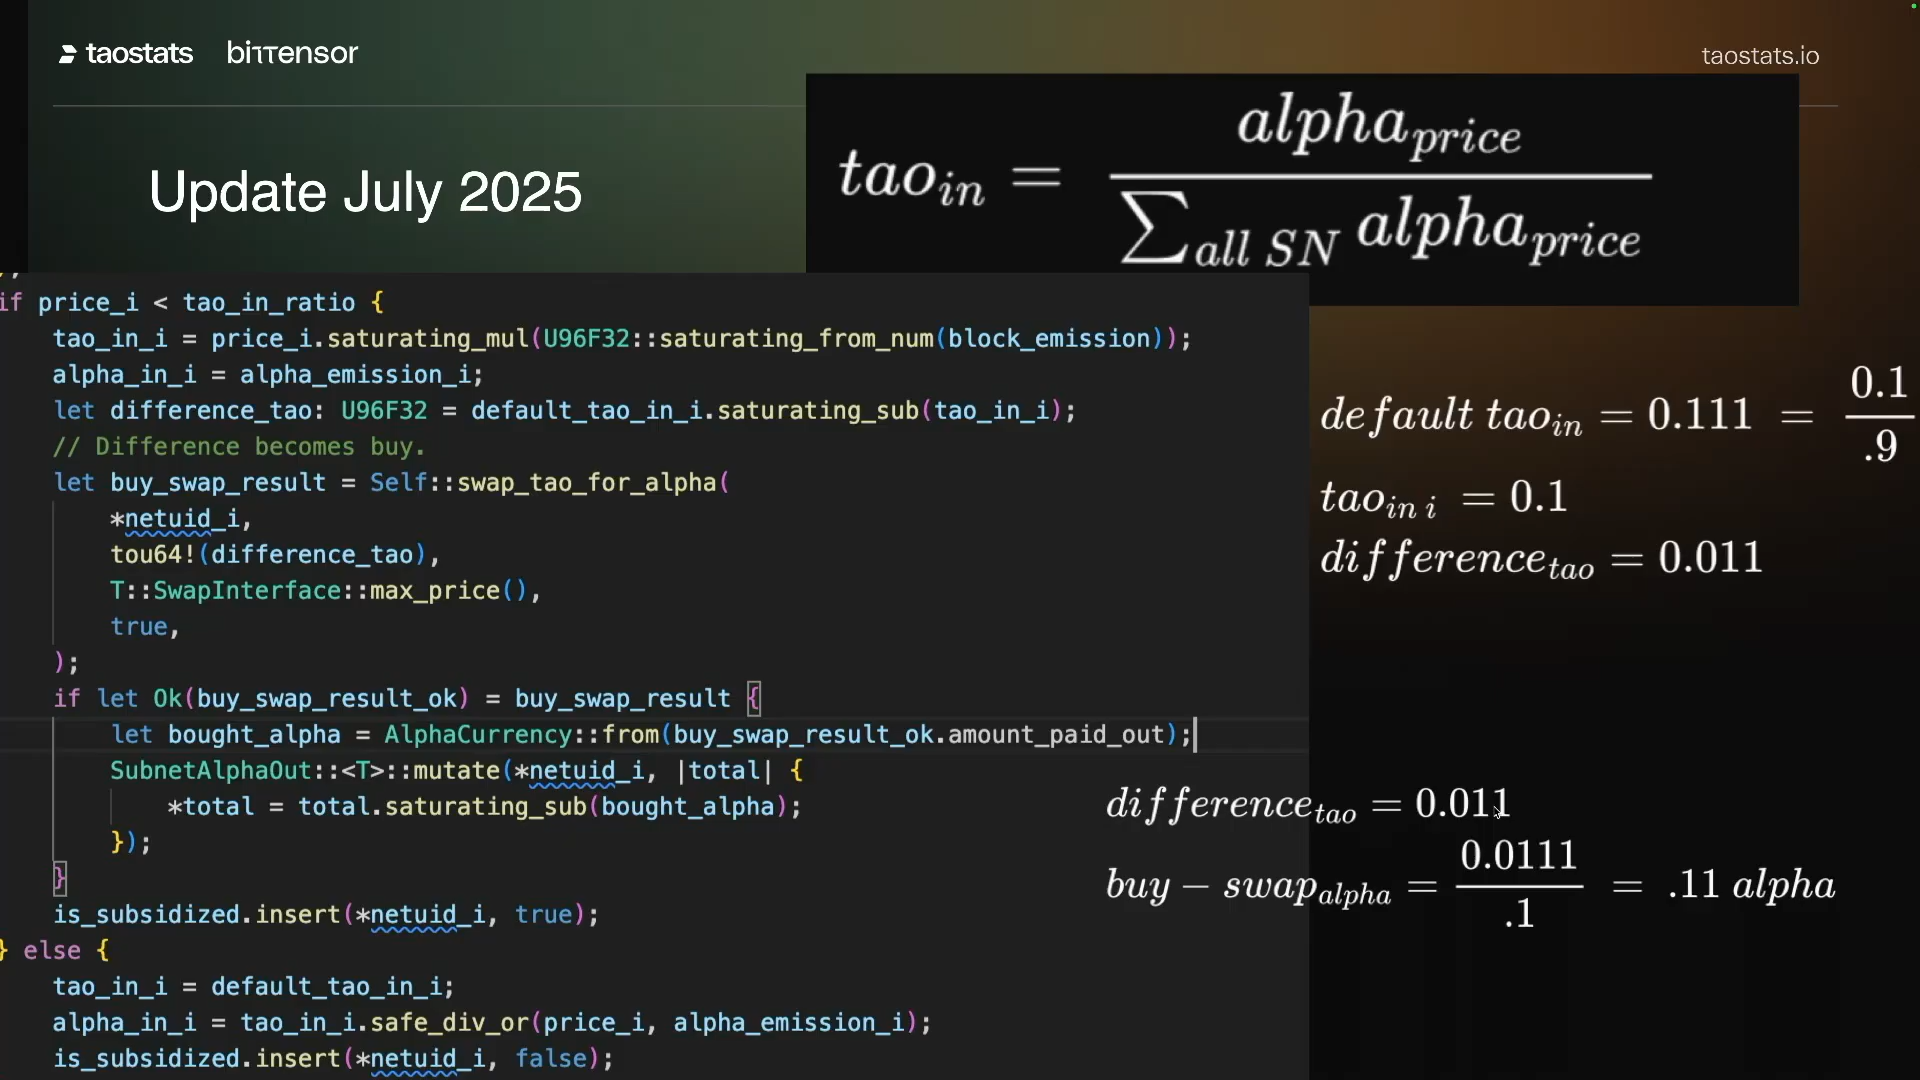 taostats bittensor
taostats.io
Update July 2025
tao_in = alpha_price / ∑_all SN alpha_price
if price_i < tao_in_ratio {
tao_in_i = price_i.saturating_mul(U96F32::saturating_from_num(block_emission));
alpha_in_i = alpha_emission_i;
let difference_tao: U96F32 = default_tao_in_i.saturating_sub(tao_in_i);
// Difference becomes buy.
let buy_swap_result = Self::swap_tao_for_alpha(
*netuid_i,
tou64!(difference_tao),
T::SwapInterface::max_price(),
true,
);
if let Ok(buy_swap_result_ok) = buy_swap_result {
let bought_alpha = AlphaCurrency::from(buy_swap_result_ok.amount_paid_out);
SubnetAlphaOut::<T>::mutate(*netuid_i, |total| {
*total = total.saturating_sub(bought_alpha);
});
}
is_subsidized.insert(*netuid_i, true);
} else {
tao_in_i = default_tao_in_i;
alpha_in_i = tao_in_i.safe_div_or(price_i, alpha_emission_i);
is_subsidized.insert(*netuid_i, false);
default tao_in = 0.111 = 0.1 / .9
tao_in i = 0.1
difference_tao = 0.011
difference_tao = 0.011
buy − swap_alpha = 0.0111 / .1 = .11 alpha